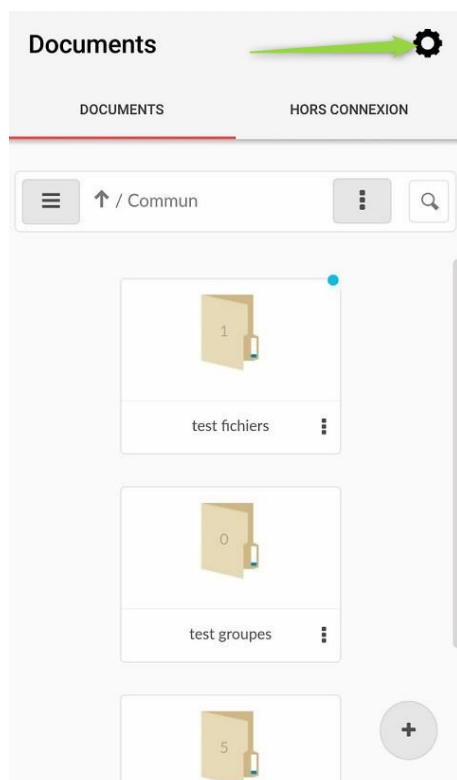 Documents
DOCUMENTS
HORS CONNEXION
↑ / Commun
1
test fichiers
0
test groupes
5